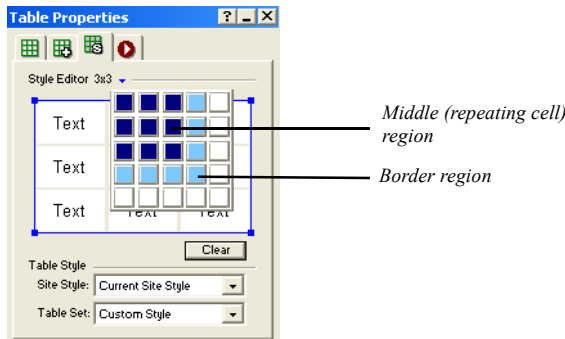 Table Properties
Style Editor 3x3
Text
Middle (repeating cell)
region
Text
Border region
Text Text Text
Clear
Table Style
Site Style: Current Site Style
Table Set: Custom Style